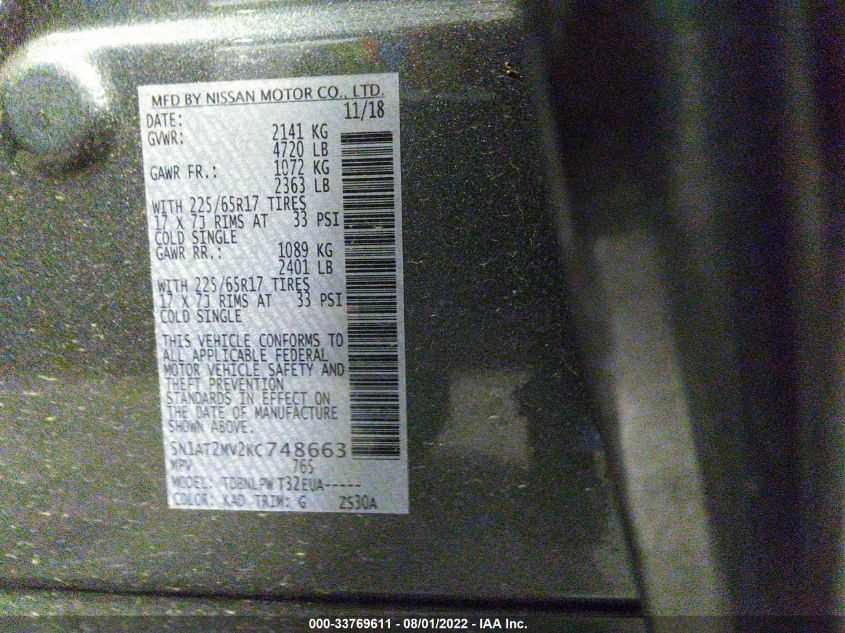 MFD BY NISSAN MOTOR CO., LTD.
DATE: 11/18
GVWR: 2141 KG
4720 LB
GAWR FR.: 1072 KG
2363 LB
WITH 225/65R17 TIRES
17 X 7J RIMS AT 33 PSI
COLD SINGLE
GAWR RR.: 1089 KG
2401 LB
WITH 225/65R17 TIRES
17 X 7J RIMS AT 33 PSI
COLD SINGLE
THIS VEHICLE CONFORMS TO
ALL APPLICABLE FEDERAL
MOTOR VEHICLE SAFETY AND
THEFT PREVENTION
STANDARDS IN EFFECT ON
THE DATE OF MANUFACTURE
SHOWN ABOVE.
5N1AT2MV2KC748663
MPV 765
MODEL: TDBNLPWT32EUA-----
COLOR: KAD TRIM: G ZS30A
000-33769611 - 08/01/2022 - IAA Inc.